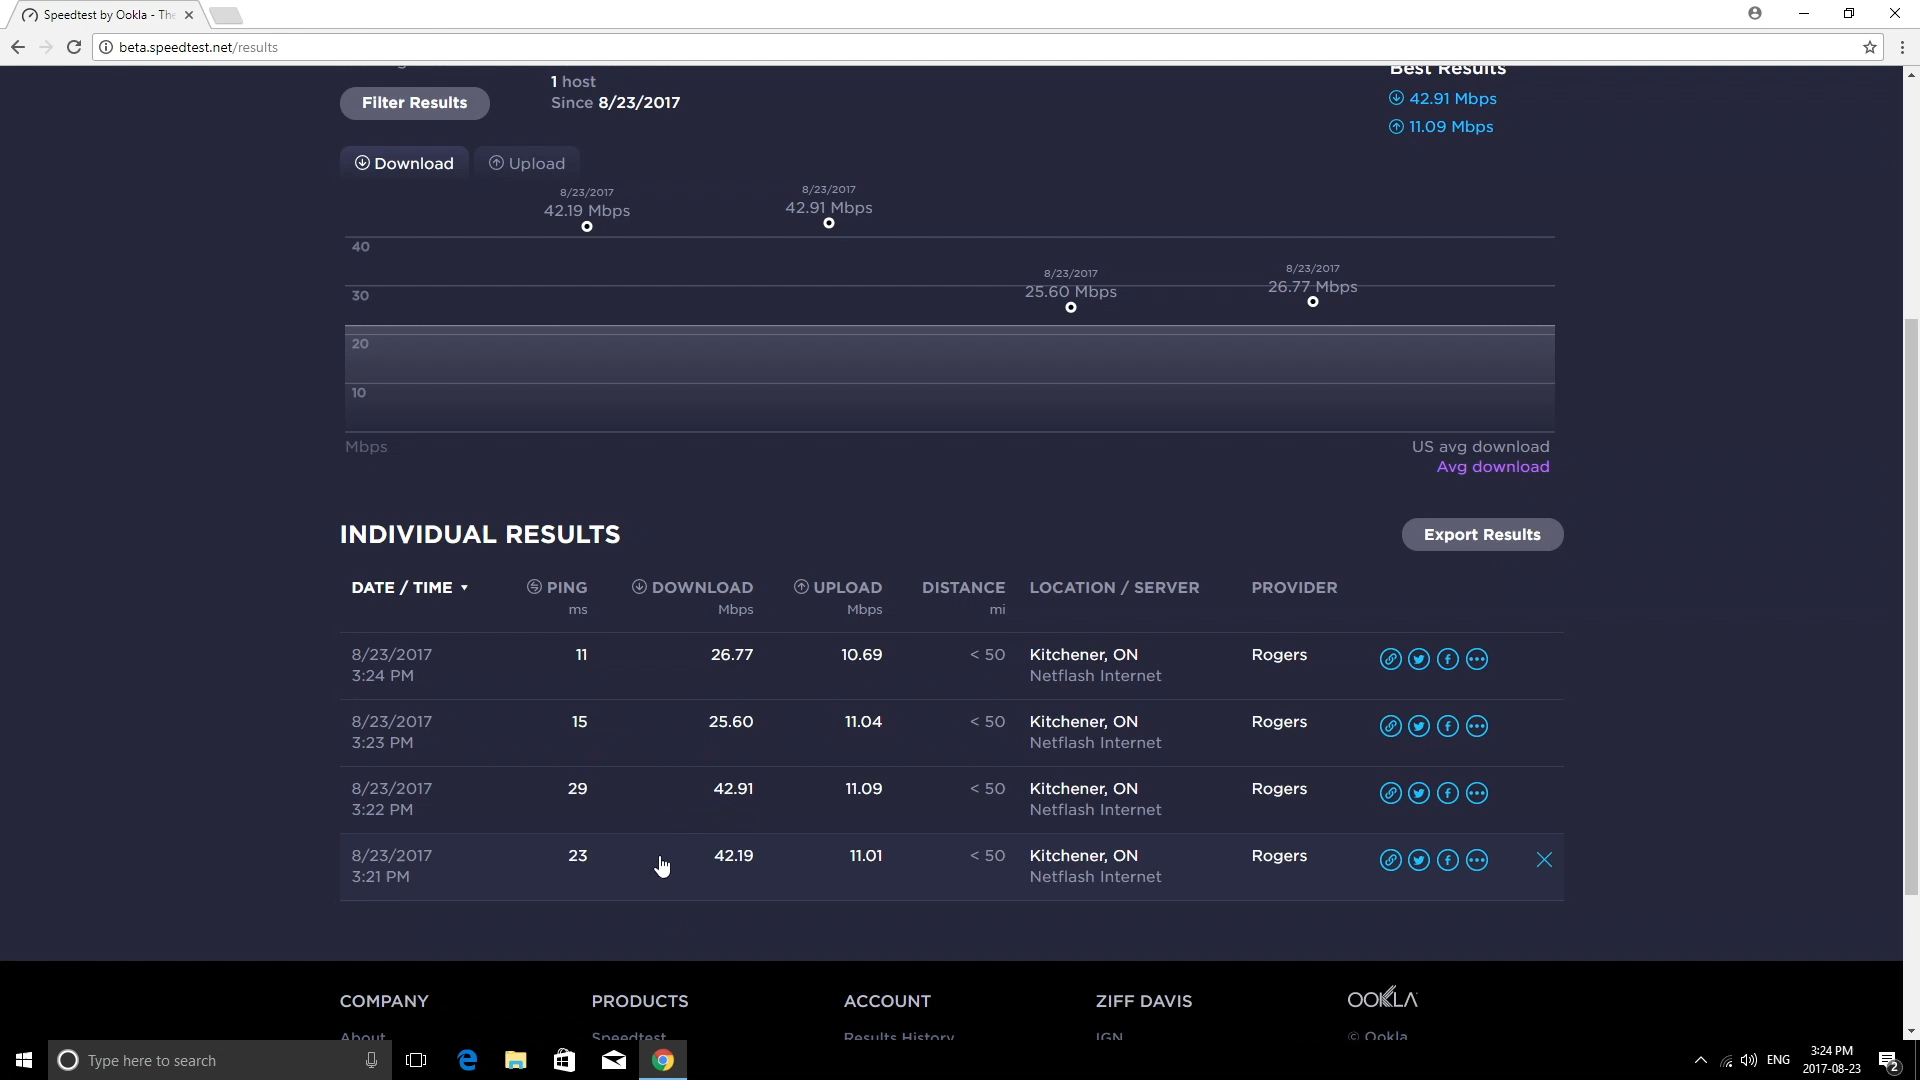 Speedtest by Ookla - The
beta.speedtest.net/results
Best Results
1 host
Filter Results
Since 8/23/2017
42.91 Mbps
11.09 Mbps
Download
Upload
8/23/2017
42.19 Mbps
8/23/2017
42.91 Mbps
40
8/23/2017
25.60 Mbps
8/23/2017
26.77 Mbps
30
20
10
Mbps
US avg download
Avg download
INDIVIDUAL RESULTS
Export Results
DATE / TIME PING DOWNLOAD UPLOAD DISTANCE LOCATION / SERVER PROVIDER
ms Mbps Mbps mi
8/23/2017 11 26.77 10.69 < 50 Kitchener, ON Rogers
3:24 PM Netflash Internet
8/23/2017 15 25.60 11.04 < 50 Kitchener, ON Rogers
3:23 PM Netflash Internet
8/23/2017 29 42.91 11.09 < 50 Kitchener, ON Rogers
3:22 PM Netflash Internet
8/23/2017 23 42.19 11.01 < 50 Kitchener, ON Rogers
3:21 PM Netflash Internet
COMPANY PRODUCTS ACCOUNT ZIFF DAVIS OOKLA
About Speedtest Results History IGN © Ookla
Type here to search
ENG
3:24 PM
2017-08-23
2